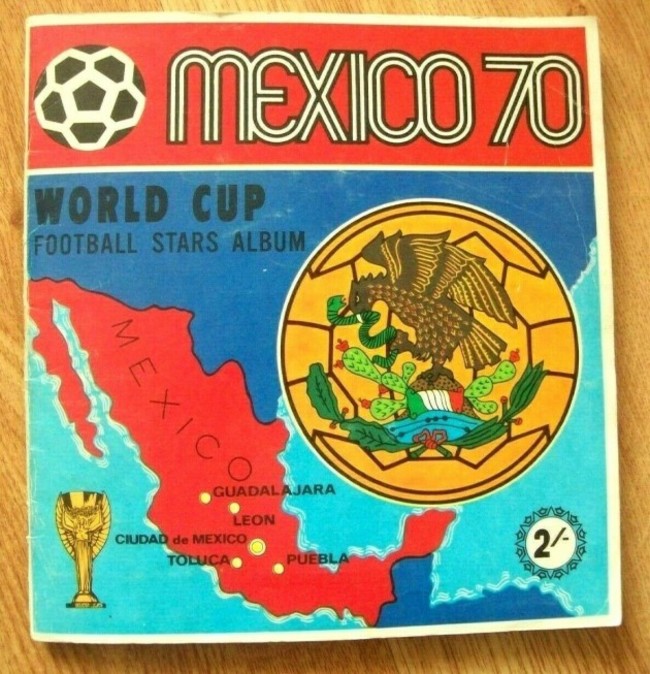 MEXICO 70
WORLD CUP
FOOTBALL STARS ALBUM
MEXICO
GUADALAJARA
LEON
CIUDAD de MEXICO
TOLUCA
PUEBLA
2/-